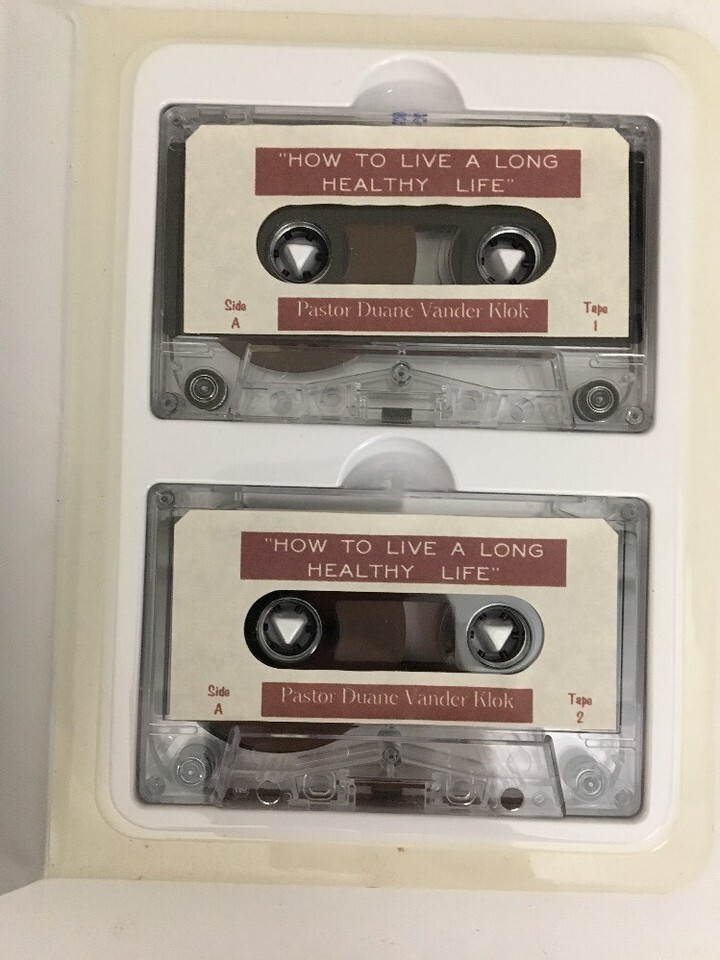 "HOW TO LIVE A LONG
HEALTHY LIFE"
Side
A
Pastor Duane Vander Klok
Tape
1
"HOW TO LIVE A LONG
HEALTHY LIFE"
Side
A
Pastor Duane Vander Klok
Tape
2